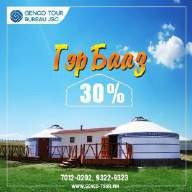 GENCO TOUR
BUREAU JSC
Гэр Бааз
30%
7012-0292, 9322-9323
WWW.GENCO-TOUR.MN